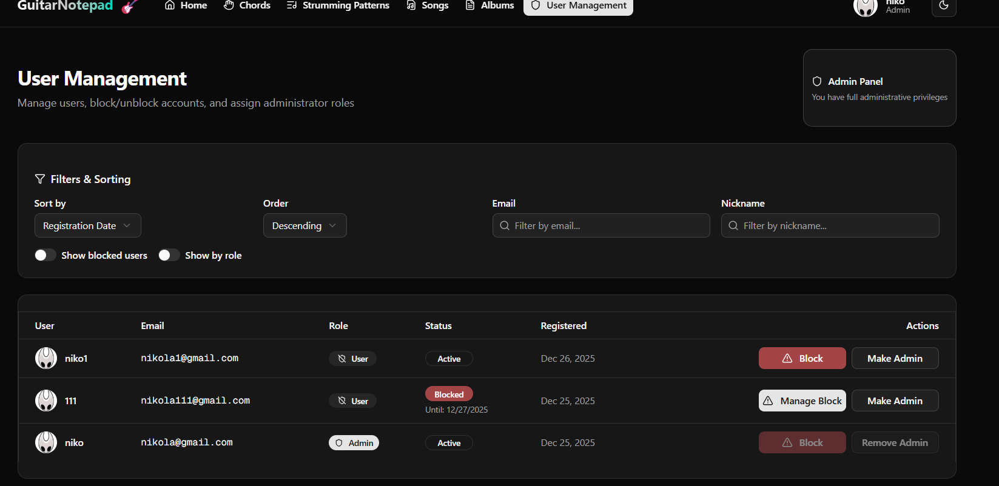 GuitarNotepad Home Chords Strumming Patterns Songs Albums User Management niko
Admin
User Management
Manage users, block/unblock accounts, and assign administrator roles
Admin Panel
You have full administrative privileges
Filters & Sorting
Sort by Order Email Nickname
Registration Date Descending Filter by email... Filter by nickname...
Show blocked users Show by role
User Email Role Status Registered Actions
niko1 nikola1@gmail.com User Active Dec 26, 2025 Block Make Admin
111 nikola111@gmail.com User Blocked Until: 12/27/2025 Dec 25, 2025 Manage Block Make Admin
niko nikola@gmail.com Admin Active Dec 25, 2025 Block Remove Admin